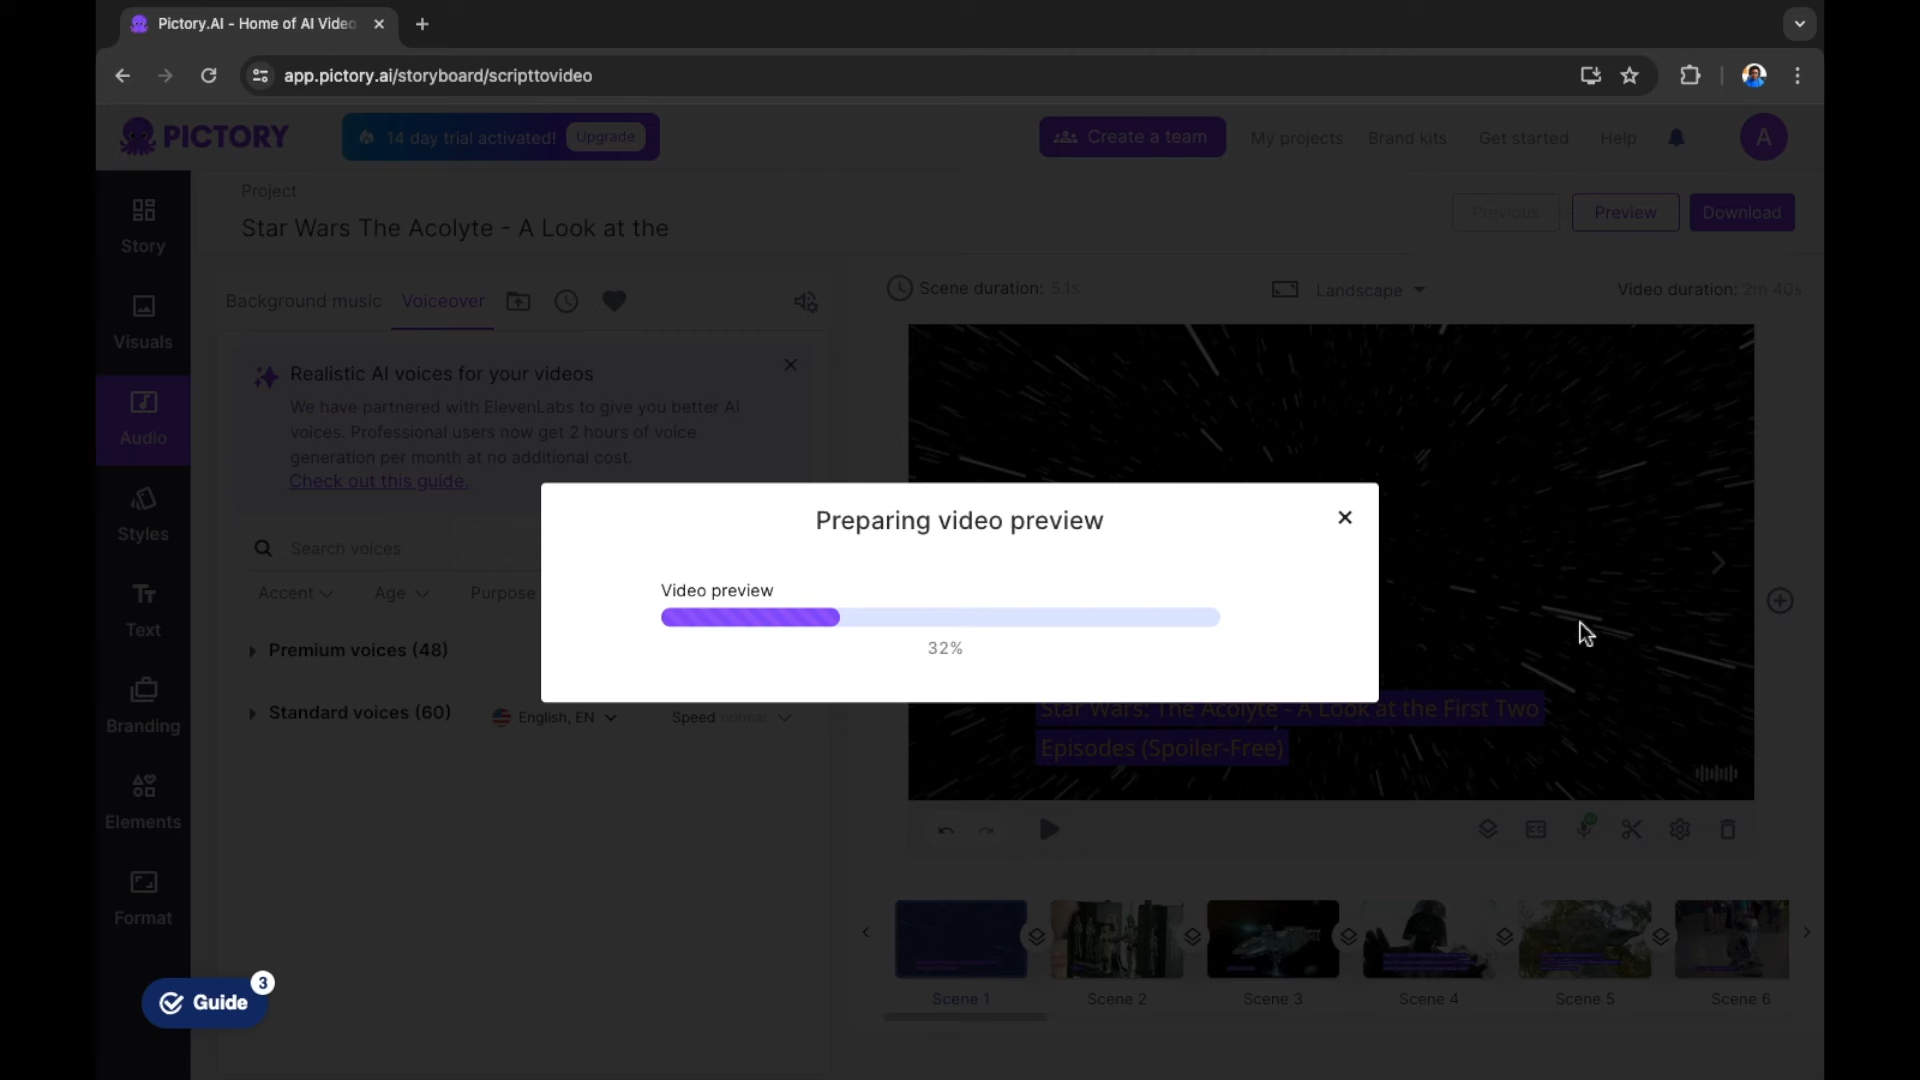 Pictory.AI - Home of AI Video
app.pictory.ai/storyboard/scripttovideo
PICTORY
14 day trial activated!
Upgrade
Create a team
My projects
Brand kits
Get started
Help
A
Project
Star Wars The Acolyte - A Look at the
Previous
Preview
Download
Story
Visuals
Audio
Styles
Text
Branding
Elements
Format
Background music
Voiceover
Realistic AI voices for your videos
We have partnered with ElevenLabs to give you better AI
voices. Professional users now get 2 hours of voice
generation per month at no additional cost.
Check out this guide.
Search voices
Accent
Age
Purpose
Premium voices (48)
Standard voices (60)
English, EN
Speed normal
Scene duration: 5.1s
Landscape
Video duration: 2m 40s
Preparing video preview
Video preview
32%
Star Wars: The Acolyte - A Look at the First Two
Episodes (Spoiler-Free)
CC
Scene 1
Scene 2
Scene 3
Scene 4
Scene 5
Scene 6
Guide
3